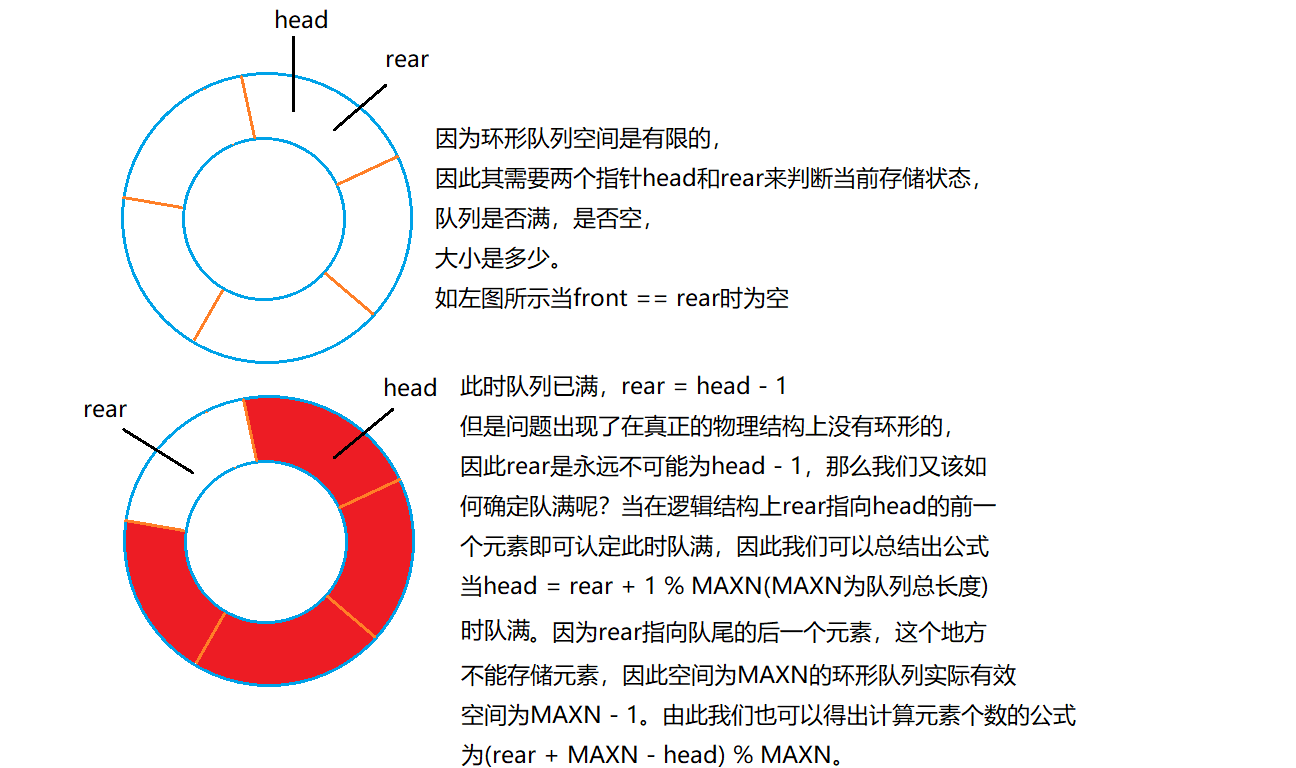 head
rear
因为环形队列空间是有限的，
因此其需要两个指针head和rear来判断当前存储状态，
队列是否满，是否空，
大小是多少。
如左图所示当front == rear时为空
head
rear
此时队列已满，rear = head - 1
但是问题出现了在真正的物理结构上没有环形的，
因此rear是永远不可能为head - 1，那么我们又该如
何确定队满呢？当在逻辑结构上rear指向head的前一
个元素即可认定此时队满，因此我们可以总结出公式
当head = rear + 1 % MAXN(MAXN为队列总长度)
时队满。因为rear指向队尾的后一个元素，这个地方
不能存储元素，因此空间为MAXN的环形队列实际有效
空间为MAXN - 1。由此我们也可以得出计算元素个数的公式
为(rear + MAXN - head) % MAXN。